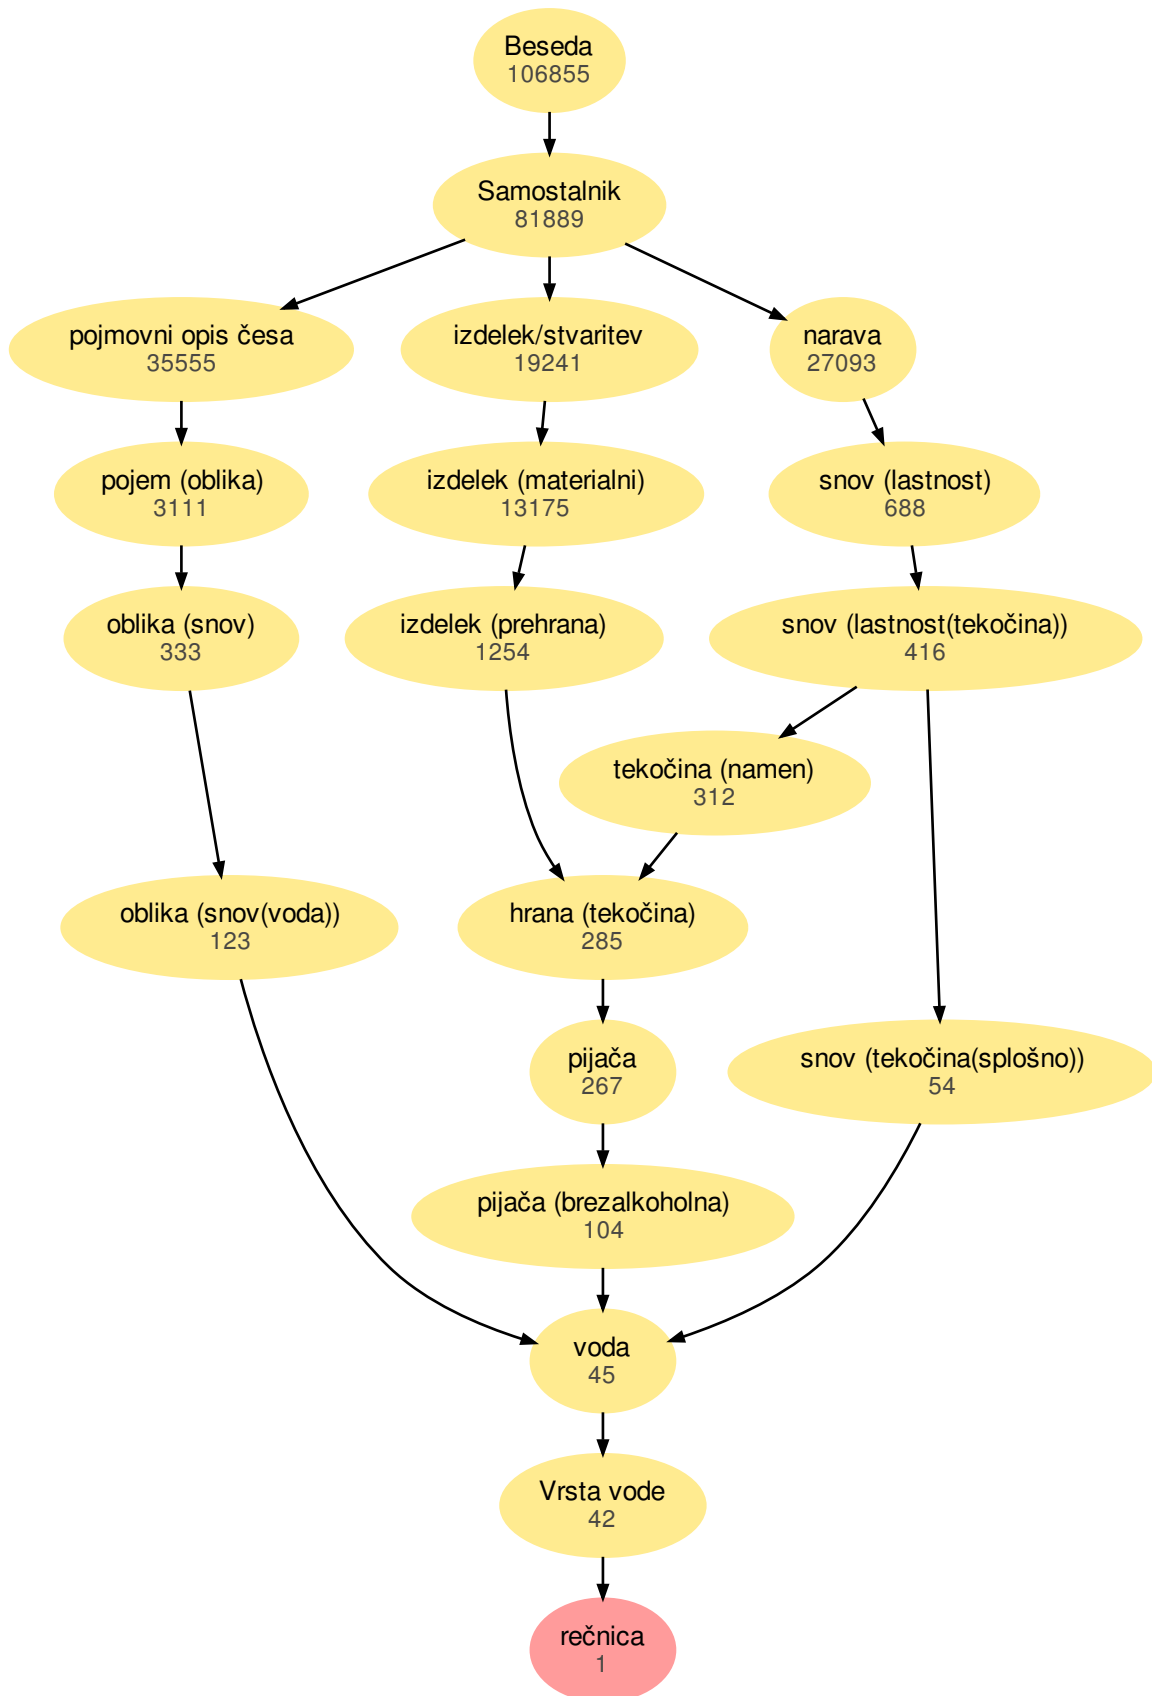 Beseda
106855
Samostalnik
81889
pojmovni opis česa
35555
izdelek/stvaritev
19241
narava
27093
pojem (oblika)
3111
izdelek (materialni)
13175
snov (lastnost)
688
oblika (snov)
333
izdelek (prehrana)
1254
snov (lastnost(tekočina))
416
tekočina (namen)
312
oblika (snov(voda))
123
hrana (tekočina)
285
pijača
267
snov (tekočina(splošno))
54
pijača (brezalkoholna)
104
voda
45
Vrsta vode
42
rečnica
1